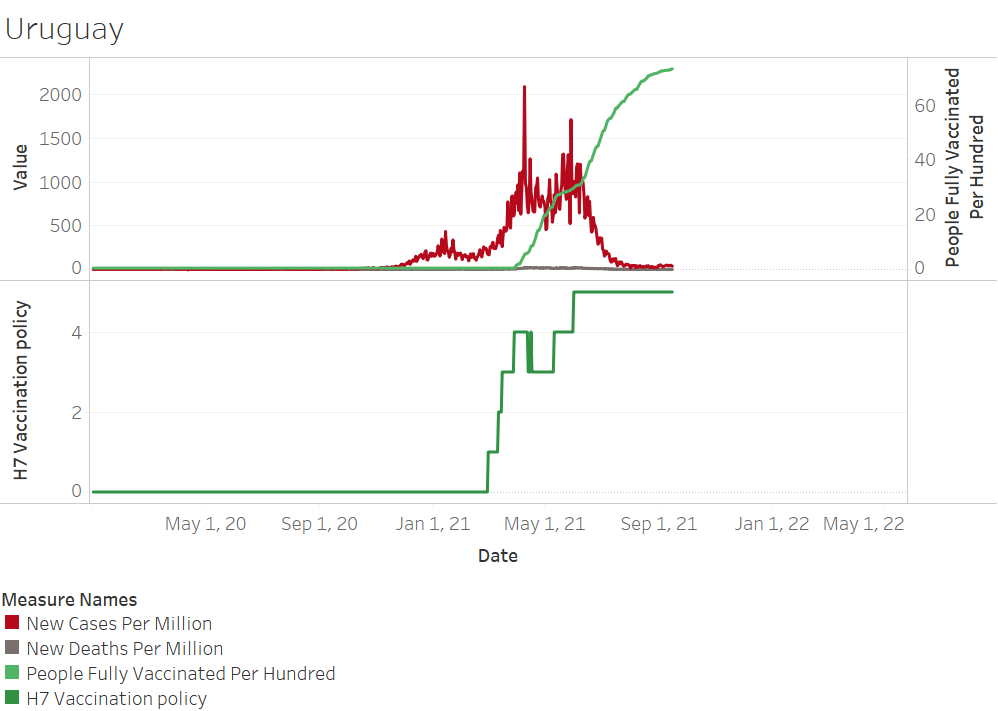 Uruguay
2000
1500
1000
500
0
Value
60
40
20
0
People Fully Vaccinated
Per Hundred
4
2
0
H7 Vaccination policy
May 1, 20
Sep 1, 20
Jan 1, 21
May 1, 21
Sep 1, 21
Jan 1, 22
May 1, 22
Date
Measure Names
New Cases Per Million
New Deaths Per Million
People Fully Vaccinated Per Hundred
H7 Vaccination policy